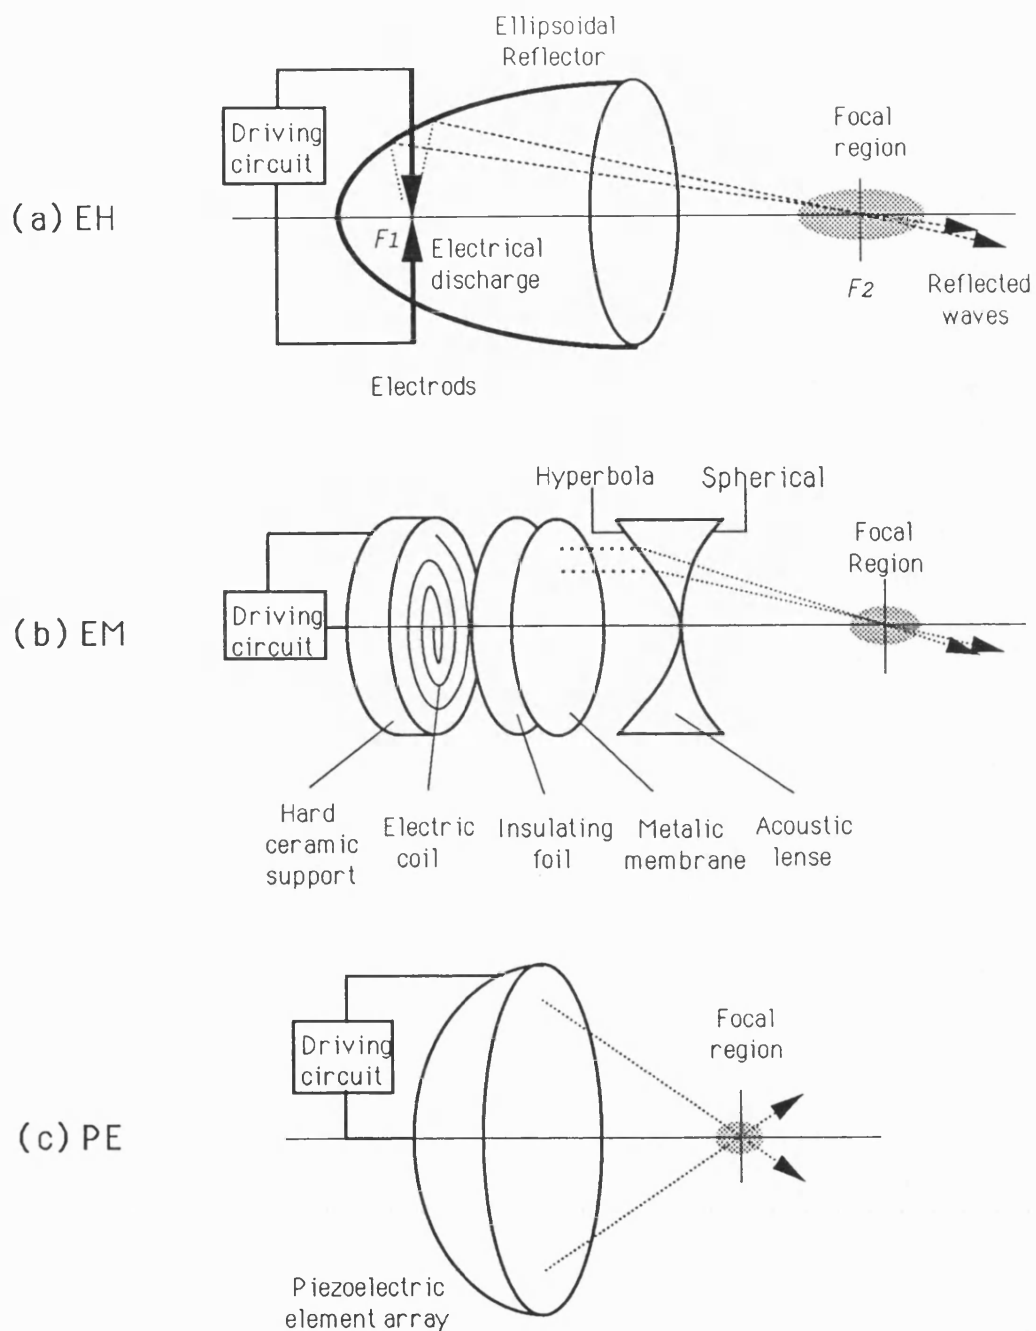 Ellipsoidal
Reflector
Driving
circuit
Focal
region
(a) EH
F1
Electrical
discharge
F2
Reflected
waves
Electrods
Hyperbola
Spherical
Focal
Region
Driving
circuit
(b) EM
Hard
ceramic
support
Electric
coil
Insulating
foil
Metalic
membrane
Acoustic
lense
Driving
circuit
Focal
region
(c) PE
Piezoelectric
element array